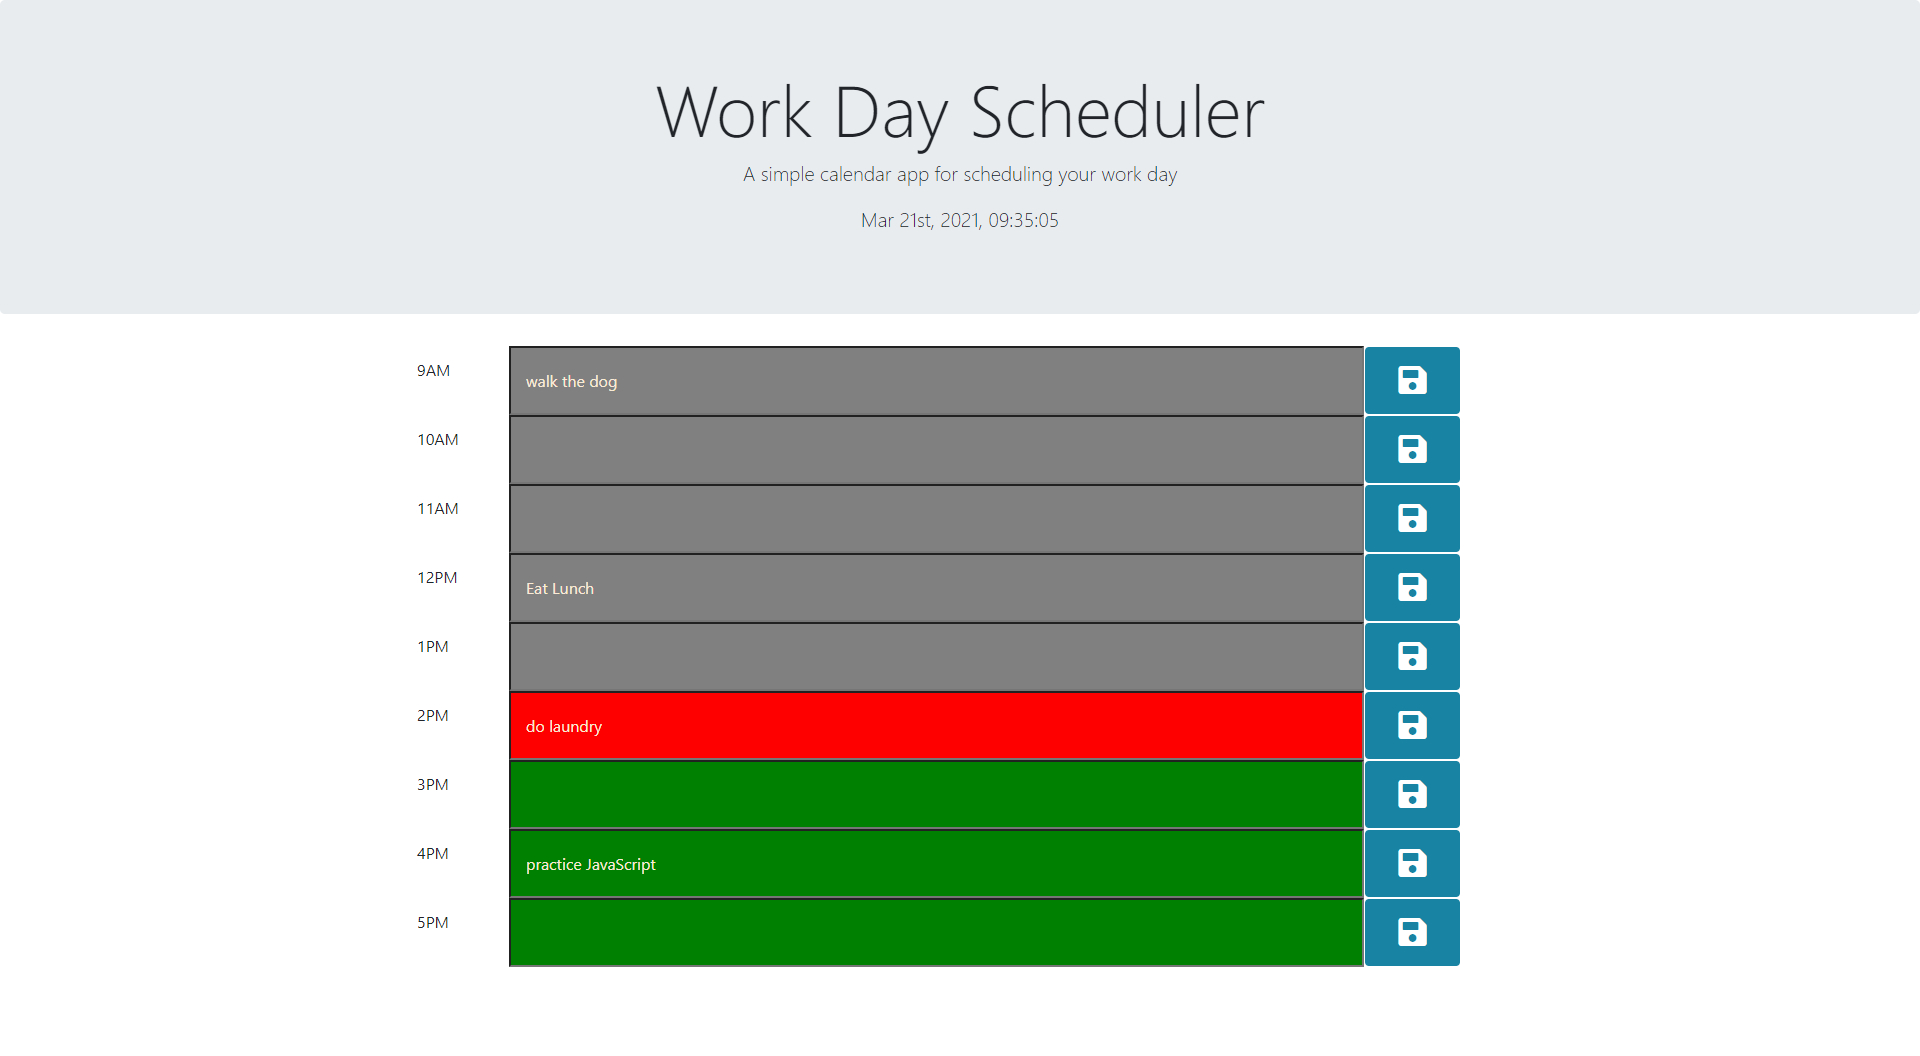 Work Day Scheduler
A simple calendar app for scheduling your work day
Mar 21st, 2021, 09:35:05
9AM walk the dog
10AM
11AM
12PM Eat Lunch
1PM
2PM do laundry
3PM
4PM practice JavaScript
5PM